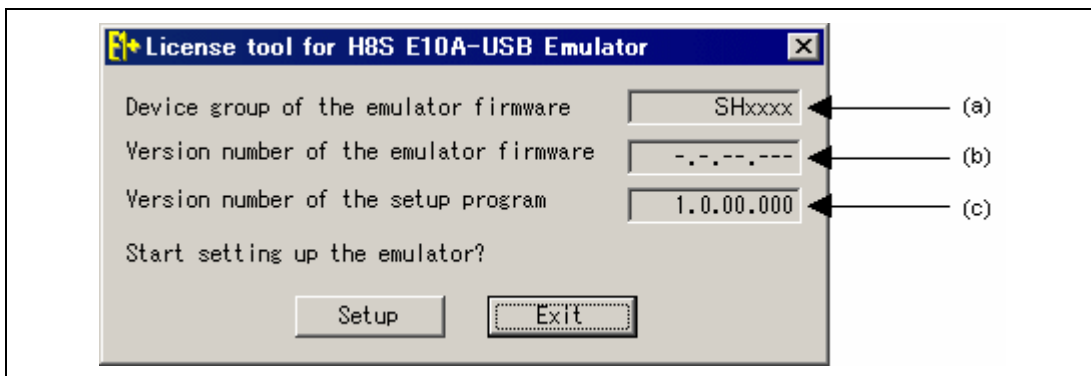 License tool for H8S E10A-USB Emulator
Device group of the emulator firmware SHxxxx (a)
Version number of the emulator firmware -.-.--.--- (b)
Version number of the setup program 1.0.00.000 (c)
Start setting up the emulator?
Setup Exit